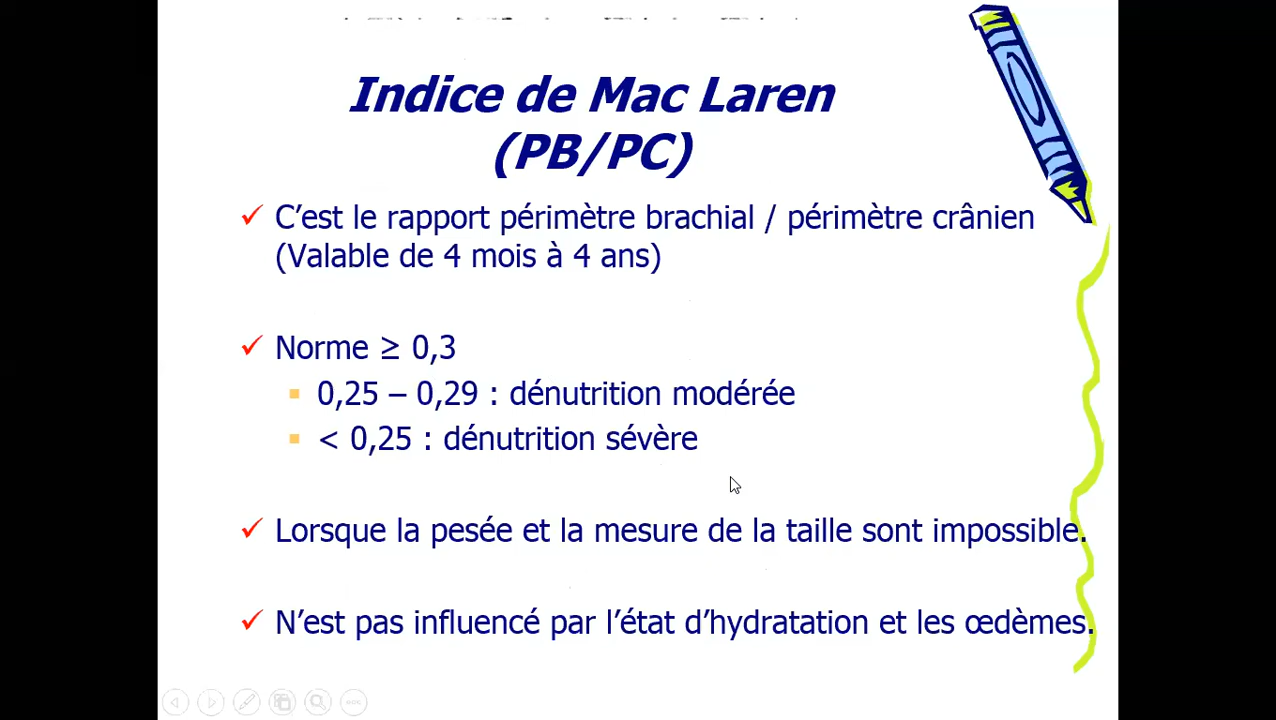 Indice de Mac Laren
(PB/PC)
C’est le rapport périmètre brachial / périmètre crânien
(Valable de 4 mois à 4 ans)
Norme ≥ 0,3
0,25 – 0,29 : dénutrition modérée
< 0,25 : dénutrition sévère
Lorsque la pesée et la mesure de la taille sont impossible.
N’est pas influencé par l’état d’hydratation et les œdèmes.